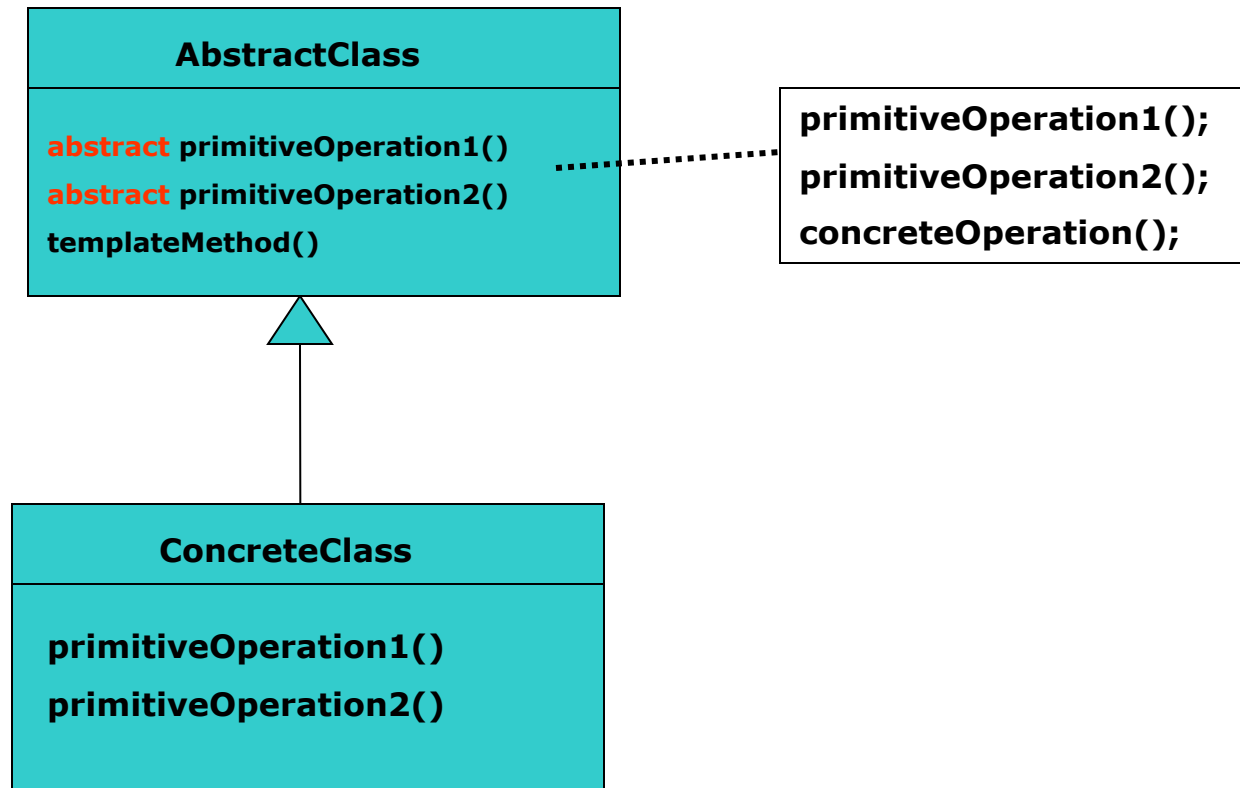 AbstractClass
abstract primitiveOperation1()
abstract primitiveOperation2()
templateMethod()
primitiveOperation1();
primitiveOperation2();
concreteOperation();
ConcreteClass
primitiveOperation1()
primitiveOperation2()